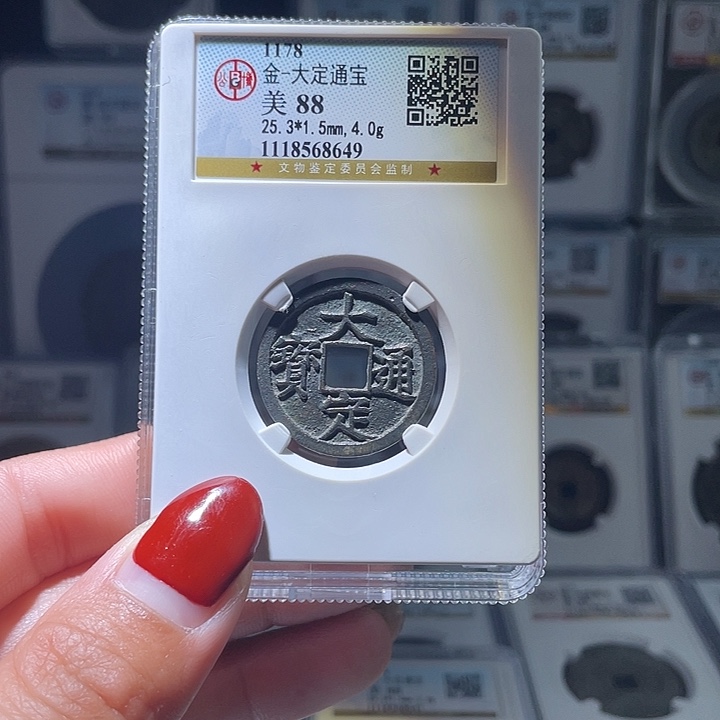 1178
金-大定通宝
美 88
25.3*1.5mm, 4.0g
1118568649
★ 文物鉴定委员会监制 ★
大定通寶